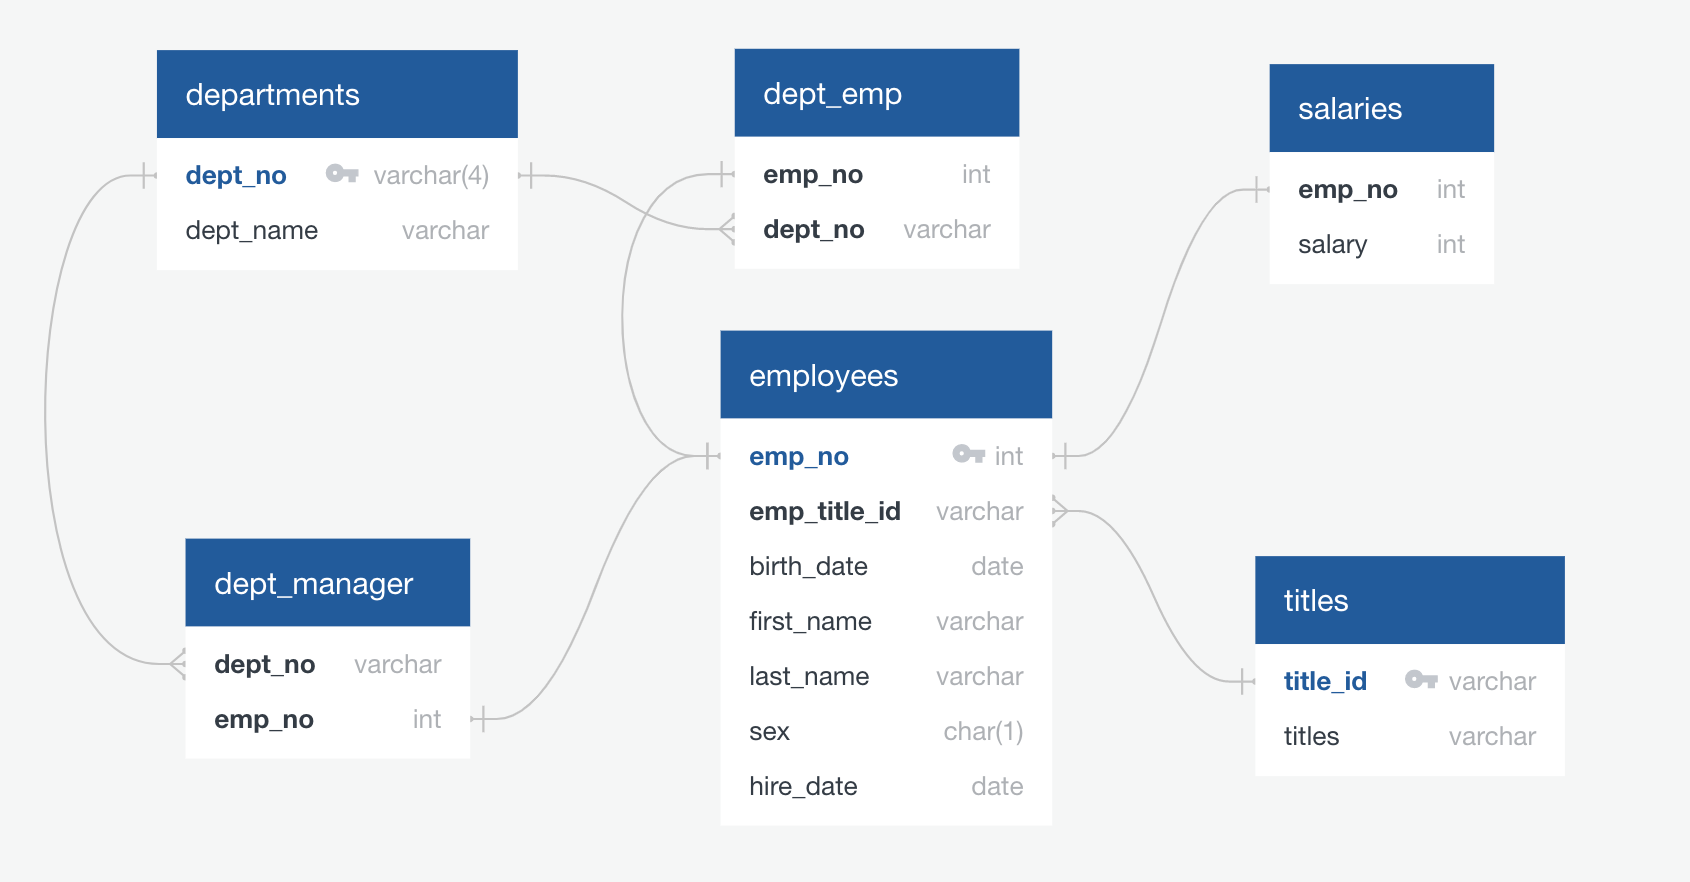 departments
dept_no varchar(4)
dept_name varchar
dept_emp
emp_no int
dept_no varchar
salaries
emp_no int
salary int
employees
emp_no int
emp_title_id varchar
birth_date date
first_name varchar
last_name varchar
sex char(1)
hire_date date
dept_manager
dept_no varchar
emp_no int
titles
title_id varchar
titles varchar